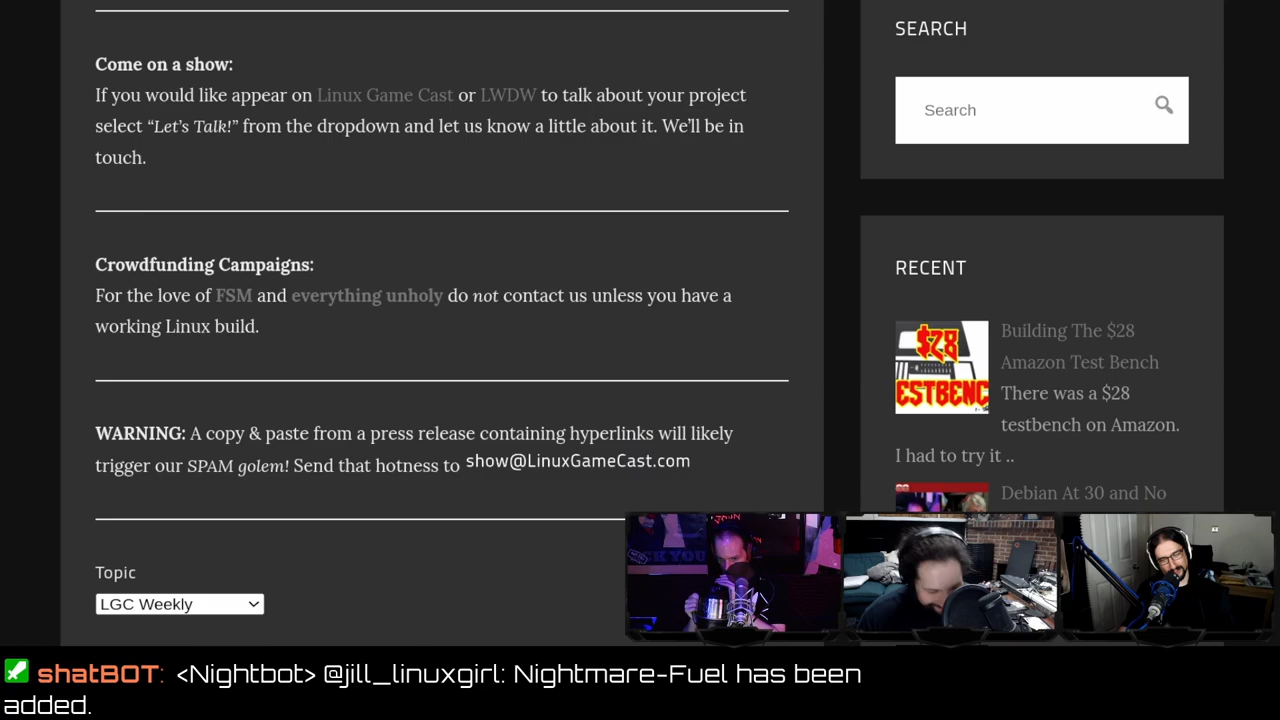 Come on a show:
If you would like appear on Linux Game Cast or LWDW to talk about your project
select “Let’s Talk!” from the dropdown and let us know a little about it. We’ll be in
touch.
Crowdfunding Campaigns:
For the love of FSM and everything unholy do not contact us unless you have a
working Linux build.
WARNING: A copy & paste from a press release containing hyperlinks will likely
trigger our SPAM golem! Send that hotness to show@LinuxGameCast.com
Topic
LGC Weekly
SEARCH
Search
RECENT
$28
ESTBENC
Building The $28
Amazon Test Bench
There was a $28
testbench on Amazon.
I had to try it ..
Debian At 30 and No
shatBOT: <Nightbot> @jill_linuxgirl: Nightmare-Fuel has been
added.